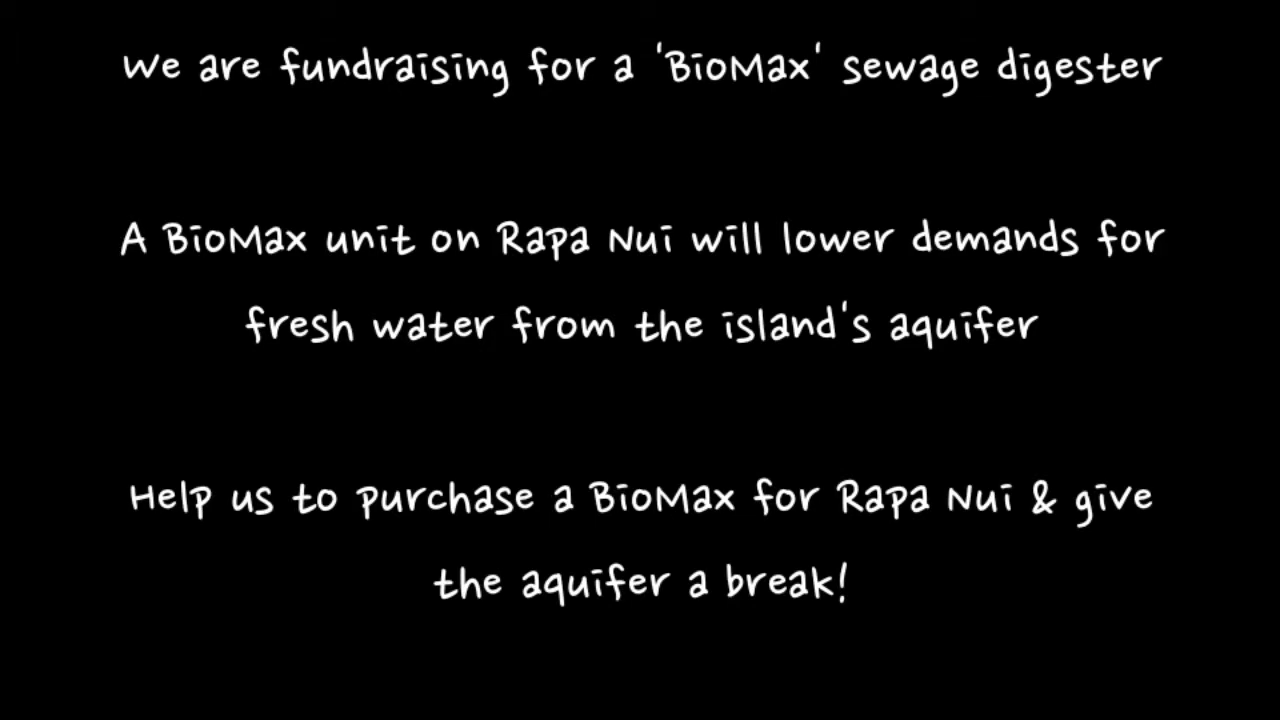 We are fundraising for a 'BioMax' sewage digester
A BioMax unit on Rapa Nui will lower demands for
fresh water from the island's aquifer
Help us to purchase a BioMax for Rapa Nui & give
the aquifer a break!